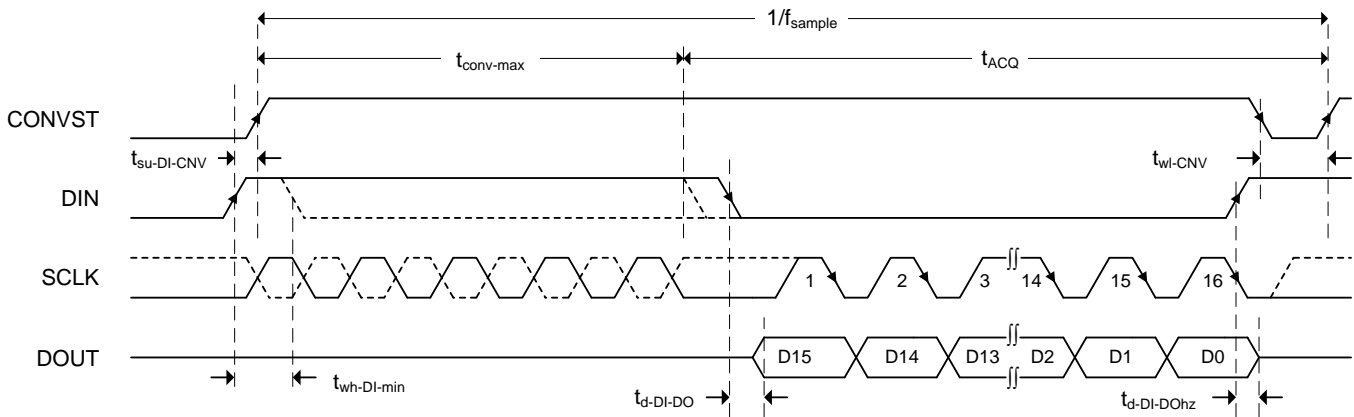 1/fsample
tconv-max
tACQ
CONVST
tsu-DI-CNV
twl-CNV
DIN
SCLK
1 2 3 14 15 16
DOUT
D15 D14 D13 D2 D1 D0
twh-DI-min
td-DI-DO
td-DI-DOhz